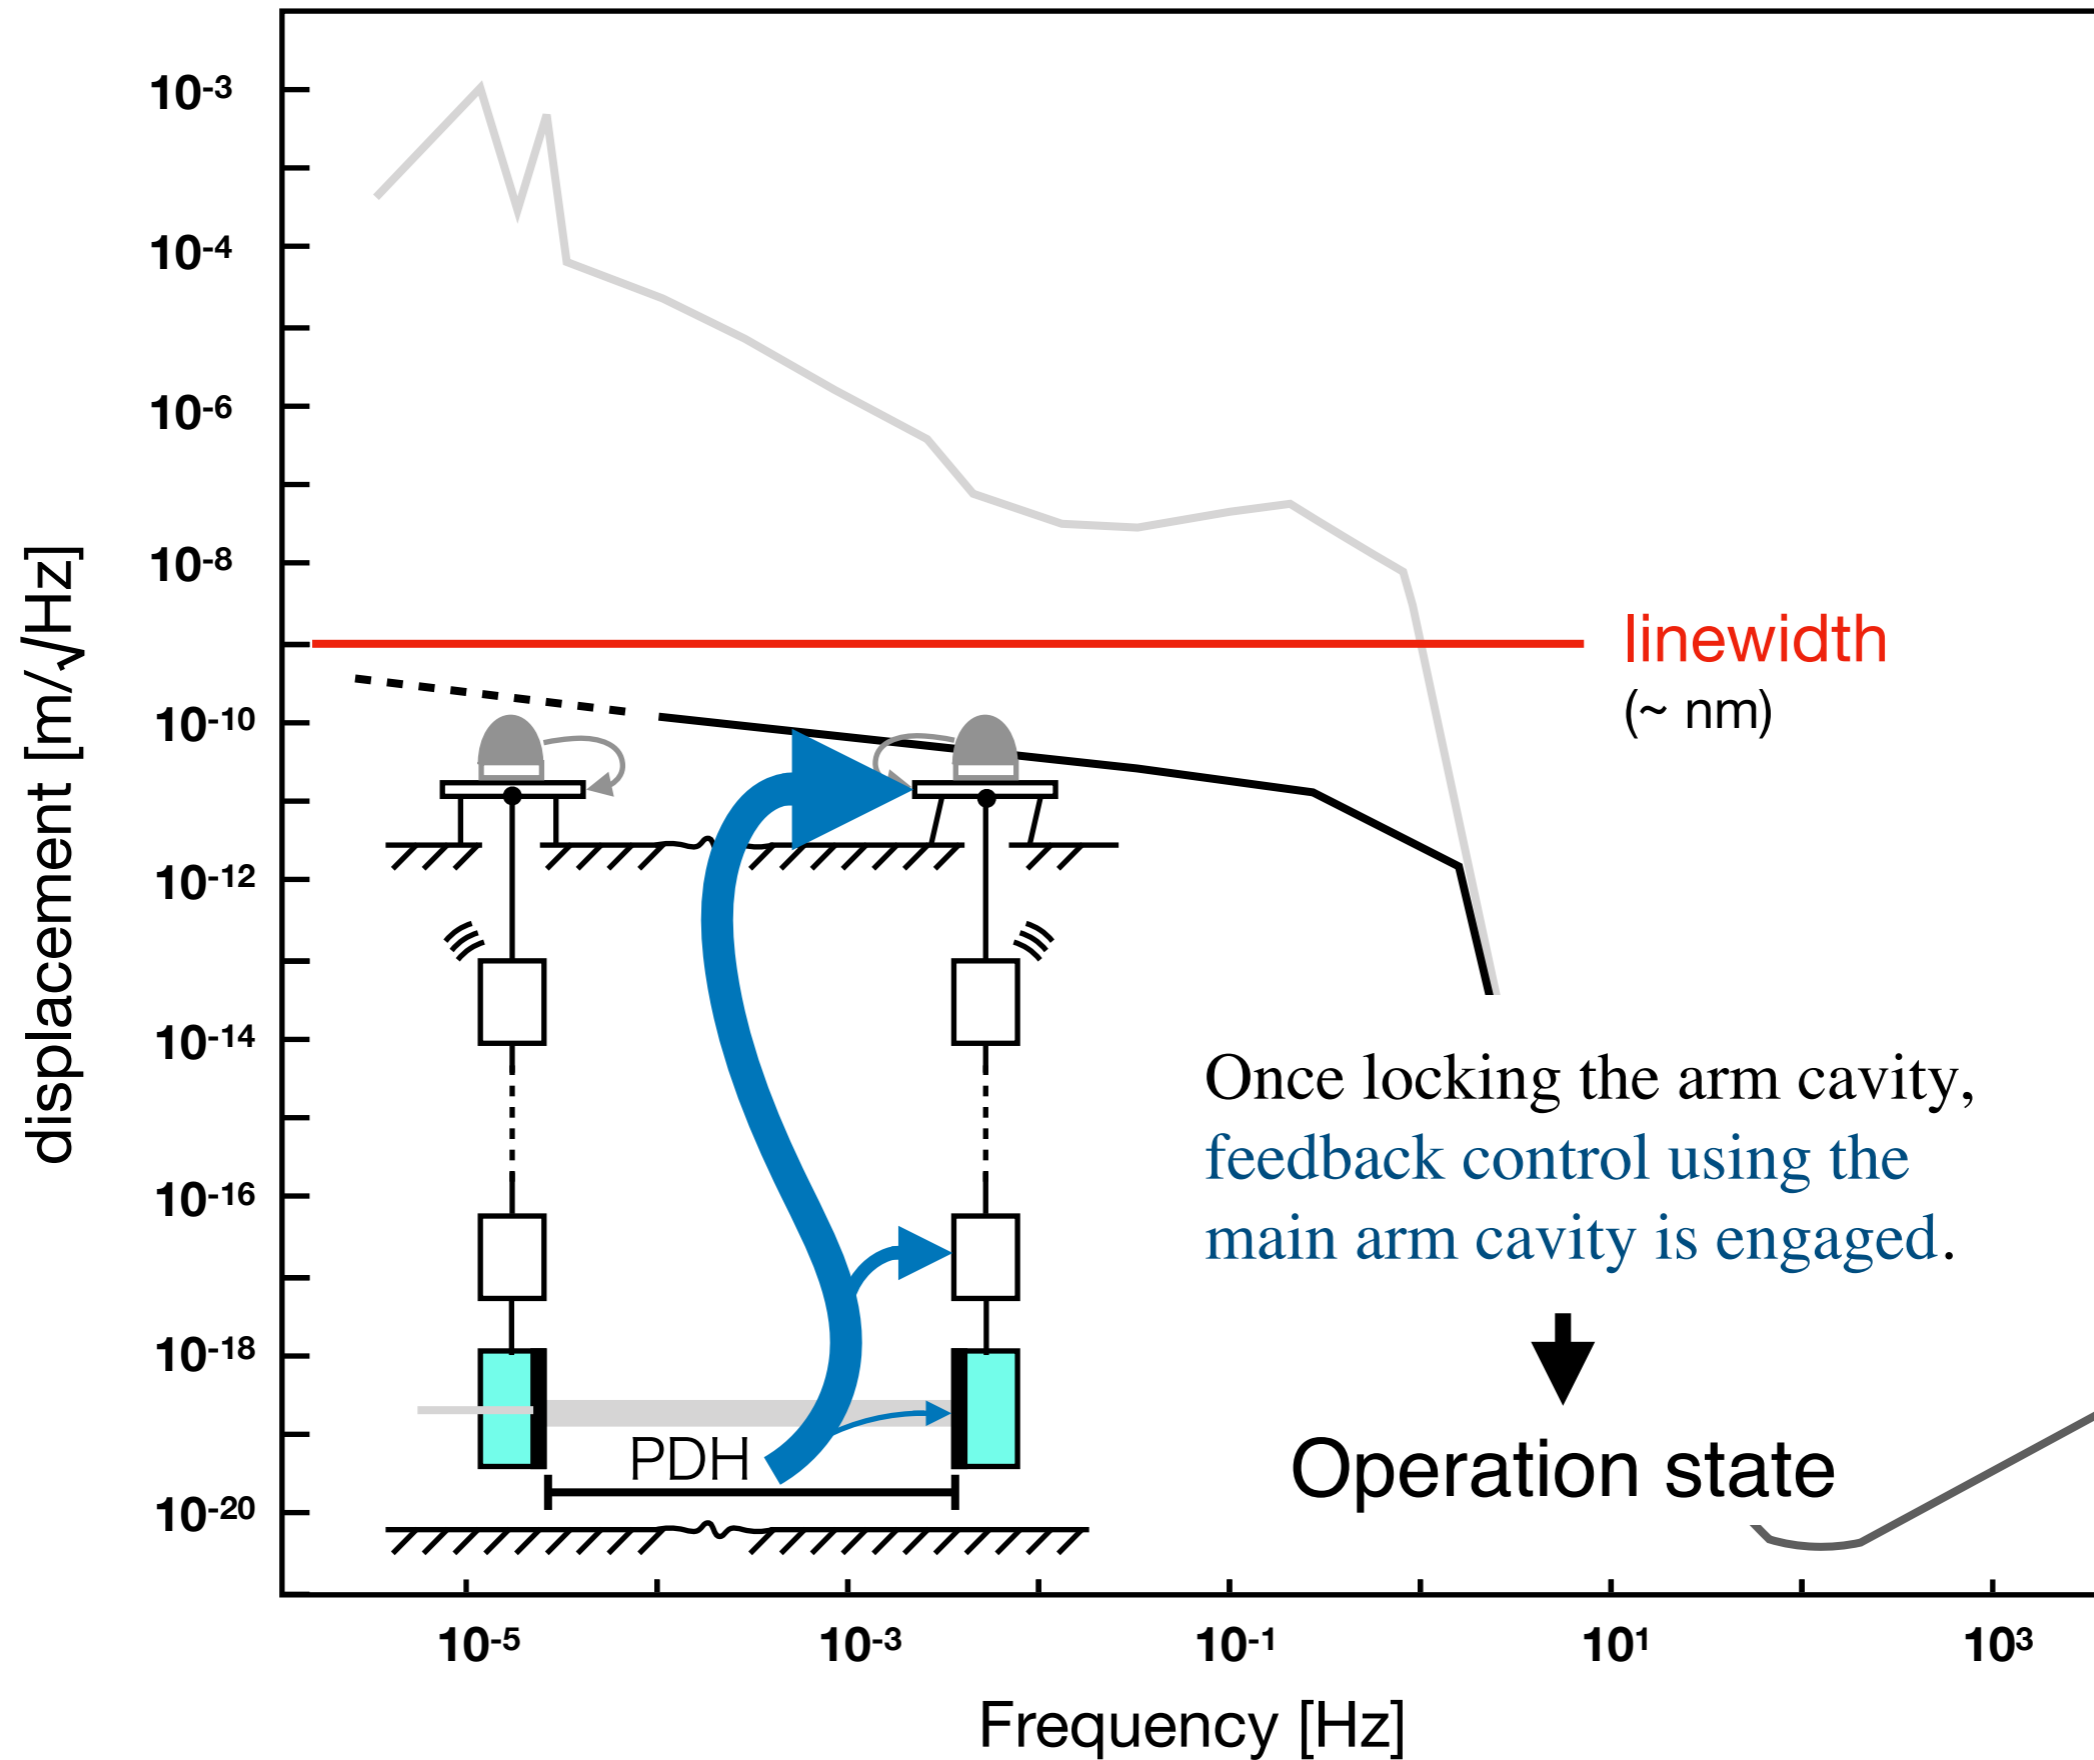 10-3
10-4
10-6
10-8
10-10
10-12
10-14
10-16
10-18
10-20
displacement [m/√Hz]
linewidth
(~ nm)
Once locking the arm cavity,
feedback control using the
main arm cavity is engaged.
Operation state
PDH
10-5
10-3
10-1
101
103
Frequency [Hz]